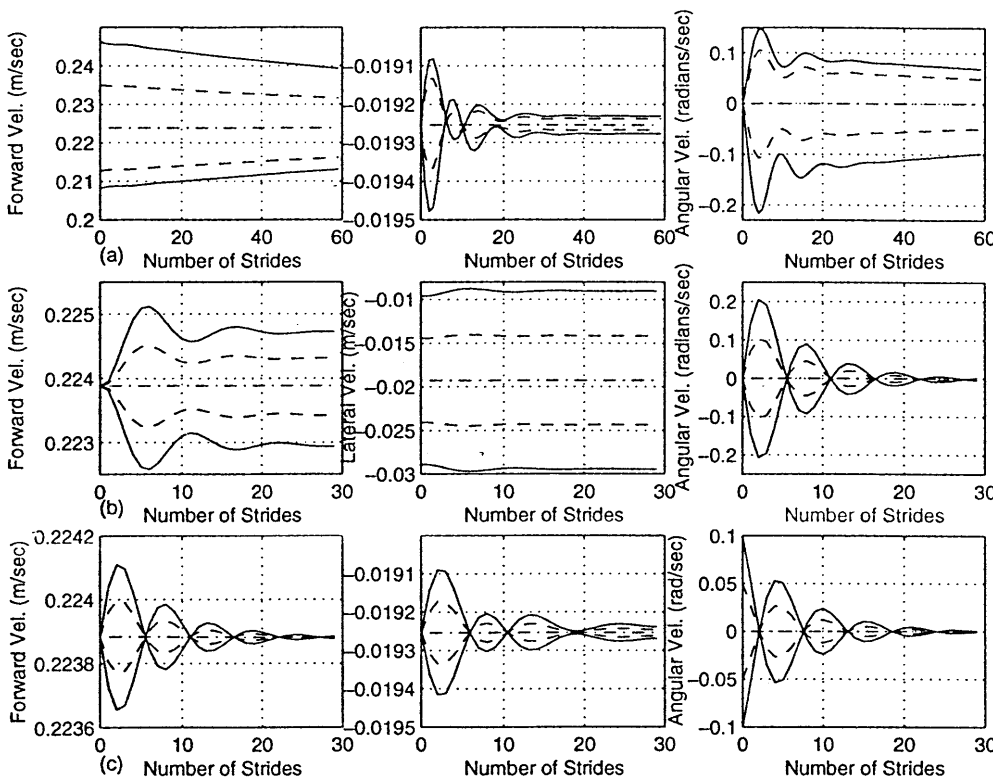 Forward Vel. (m/sec)
0.24
0.23
0.22
0.21
0.2
0 20 40 60
(a) Number of Strides
−0.0191
−0.0192
−0.0193
−0.0194
−0.0195
0 20 40 60
Number of Strides
Angular Vel. (radians/sec)
0.1
0
−0.1
−0.2
0 20 40 60
Number of Strides
Forward Vel. (m/sec)
0.225
0.224
0.223
0 10 20 30
(b) Number of Strides
Lateral Vel. (m/sec)
−0.01
−0.015
−0.02
−0.025
−0.03
0 10 20 30
Number of Strides
Angular Vel. (radians/sec)
0.2
0.1
0
−0.1
−0.2
0 10 20 30
Number of Strides
Forward Vel. (m/sec)
0.2242
0.224
0.2238
0.2236
0 10 20 30
(c) Number of Strides
−0.0191
−0.0192
−0.0193
−0.0194
−0.0195
0 10 20 30
Number of Strides
Angular Vel. (rad/sec)
0.1
0.05
0
−0.05
−0.1
0 10 20 30
Number of Strides